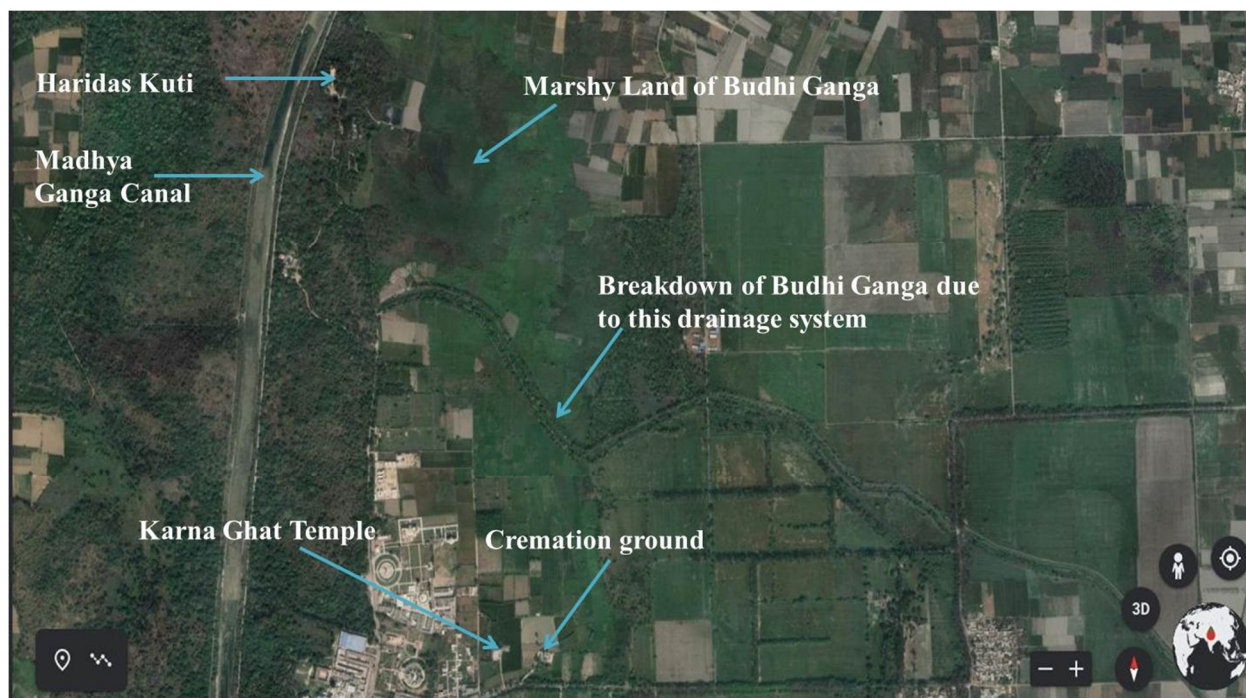 Haridas Kuti
Marshy Land of Budhi Ganga
Madhya
Ganga Canal
Breakdown of Budhi Ganga due
to this drainage system
Karna Ghat Temple
Cremation ground
3D